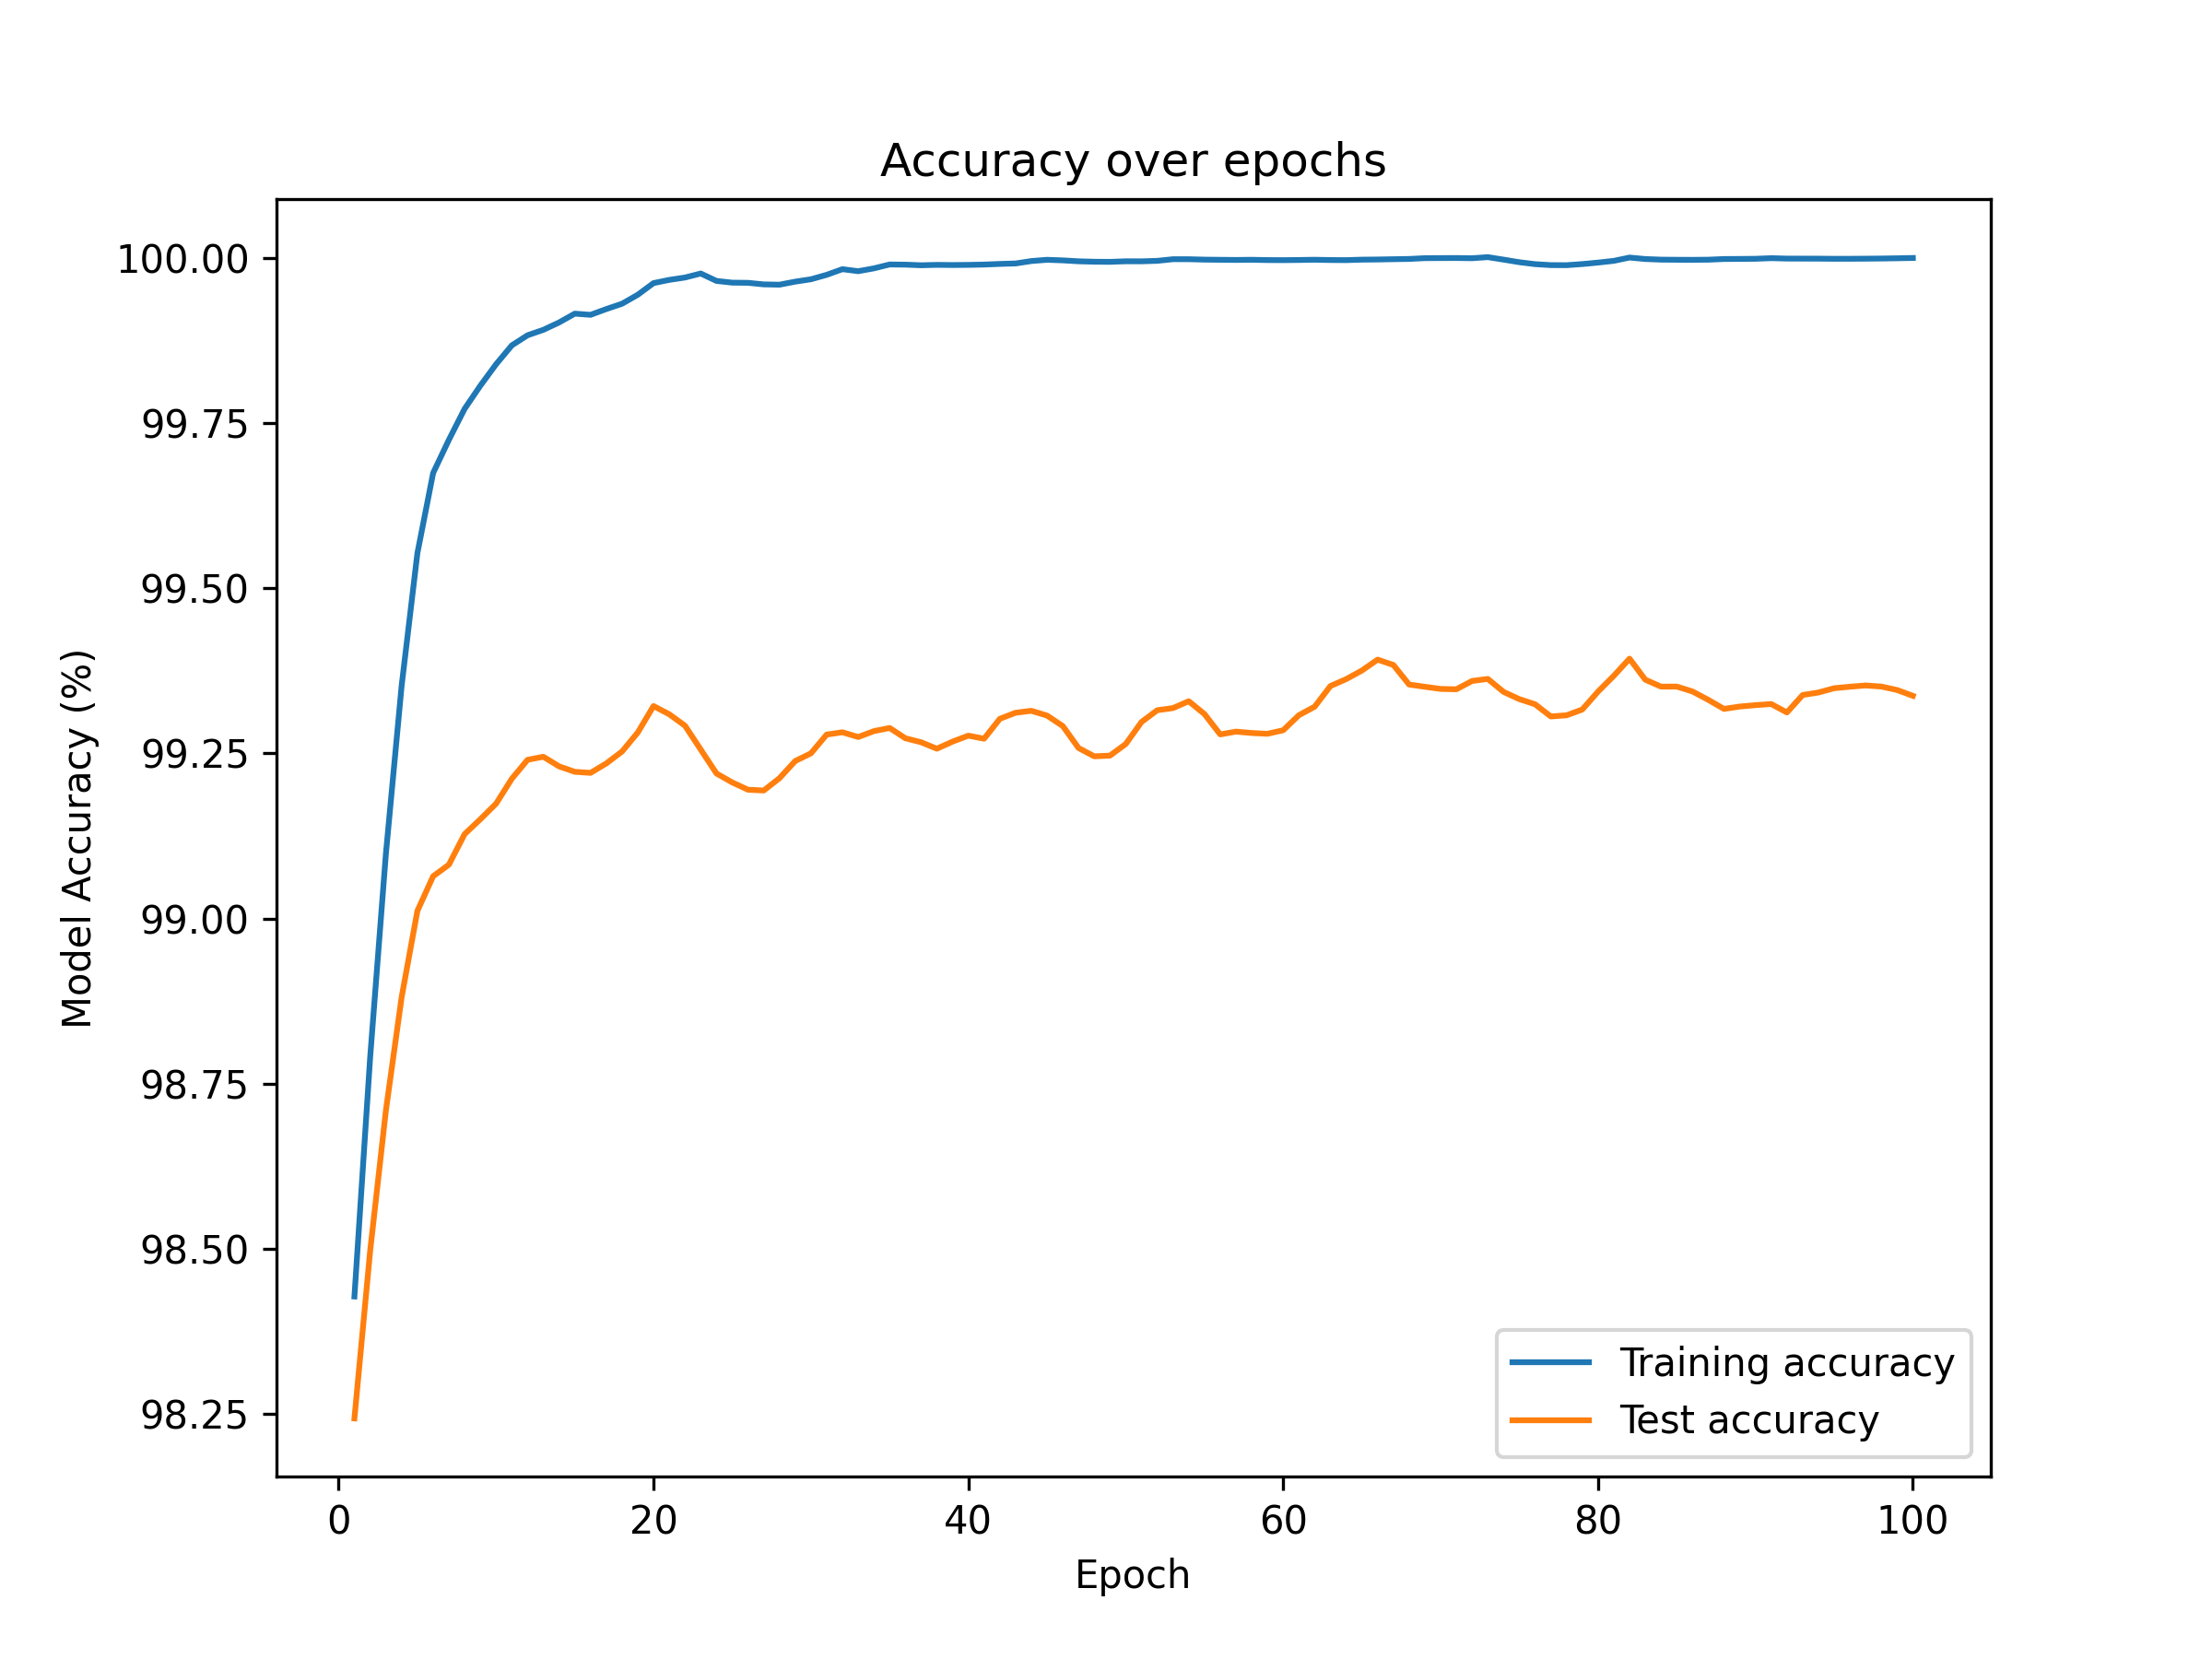 Accuracy over epochs
Model Accuracy (%)
100.00
99.75
99.50
99.25
99.00
98.75
98.50
98.25
0 20 40 60 80 100
Epoch
Training accuracy
Test accuracy